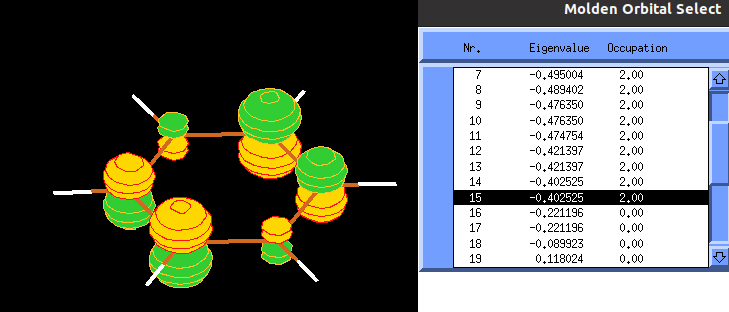 Molden Orbital Select
Nr. Eigenvalue Occupation
7 -0.495004 2.00
8 -0.489402 2.00
9 -0.476350 2.00
10 -0.476350 2.00
11 -0.474754 2.00
12 -0.421397 2.00
13 -0.421397 2.00
14 -0.402525 2.00
15 -0.402525 2.00
16 -0.221196 0.00
17 -0.221196 0.00
18 -0.089923 0.00
19 0.118024 0.00